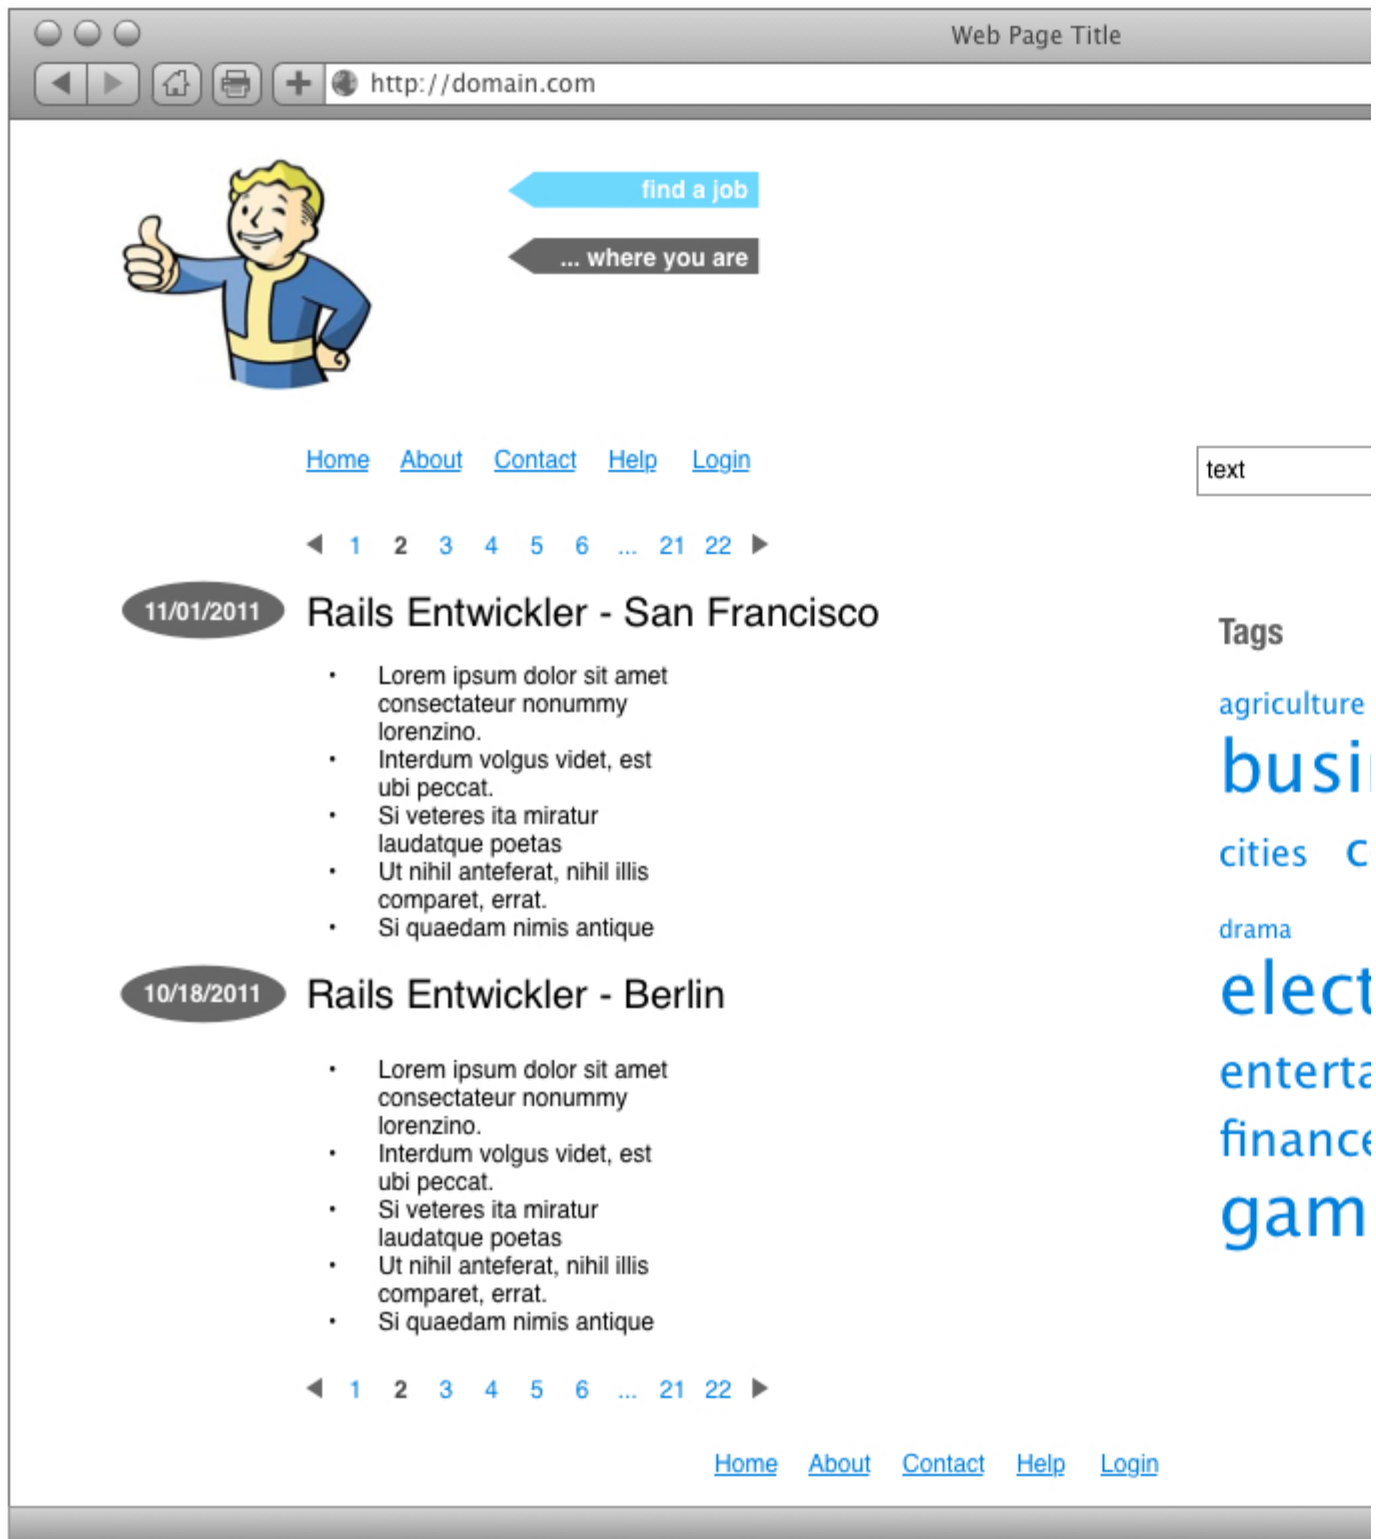 Web Page Title
http://domain.com
find a job
... where you are
Home About Contact Help Login
text
1 2 3 4 5 6 ... 21 22
11/01/2011 Rails Entwickler - San Francisco
• Lorem ipsum dolor sit amet
consectateur nonummy
lorenzino.
• Interdum volgus videt, est
ubi peccat.
• Si veteres ita miratur
laudatque poetas
• Ut nihil anteferat, nihil illis
comparet, errat.
• Si quaedam nimis antique
10/18/2011 Rails Entwickler - Berlin
• Lorem ipsum dolor sit amet
consectateur nonummy
lorenzino.
• Interdum volgus videt, est
ubi peccat.
• Si veteres ita miratur
laudatque poetas
• Ut nihil anteferat, nihil illis
comparet, errat.
• Si quaedam nimis antique
1 2 3 4 5 6 ... 21 22
Tags
agriculture
busi
cities c
drama
elect
enterta
finance
gam
Home About Contact Help Login